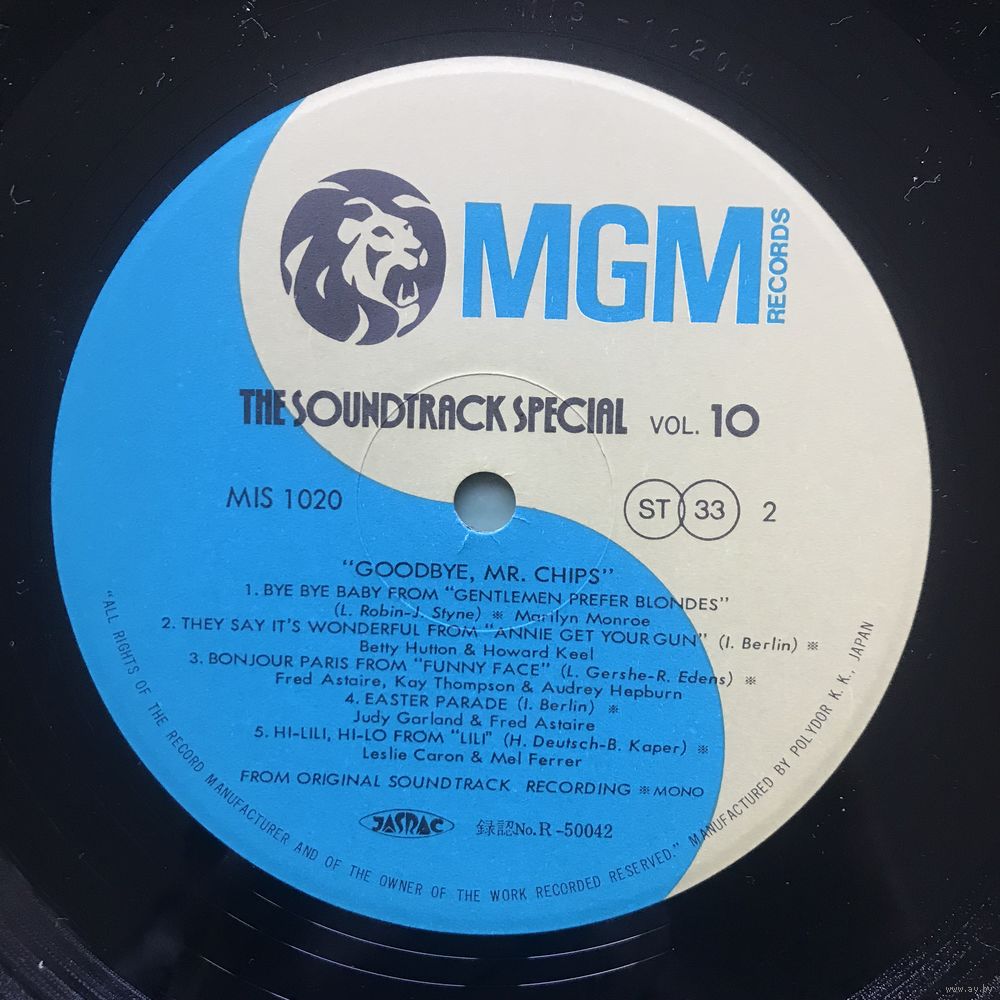 MIS-1020B
MGM
RECORDS
THE SOUNDTRACK SPECIAL VOL. 10
MIS 1020
ST 33 2
"GOODBYE, MR. CHIPS"
1. BYE BYE BABY FROM "GENTLEMEN PREFER BLONDES"
(L. Robin-J. Styne) ※ Marilyn Monroe
2. THEY SAY IT'S WONDERFUL FROM "ANNIE GET YOUR GUN" (I. Berlin) ※
Betty Hutton & Howard Keel
3. BONJOUR PARIS FROM "FUNNY FACE" (L. Gershe-R. Edens) ※
Fred Astaire, Kay Thompson & Audrey Hepburn
4. EASTER PARADE (I. Berlin) ※
Judy Garland & Fred Astaire
5. HI-LILI, HI-LO FROM "LILI" (H. Deutsch-B. Kaper) ※
Leslie Caron & Mel Ferrer
FROM ORIGINAL SOUNDTRACK RECORDING ※ MONO
JASRAC 録認No.R-50042
"ALL RIGHTS OF THE RECORD MANUFACTURER AND OF THE OWNER OF THE WORK RECORDED RESERVED." MANUFACTURED BY POLYDOR K. K., JAPAN
www.ay.by